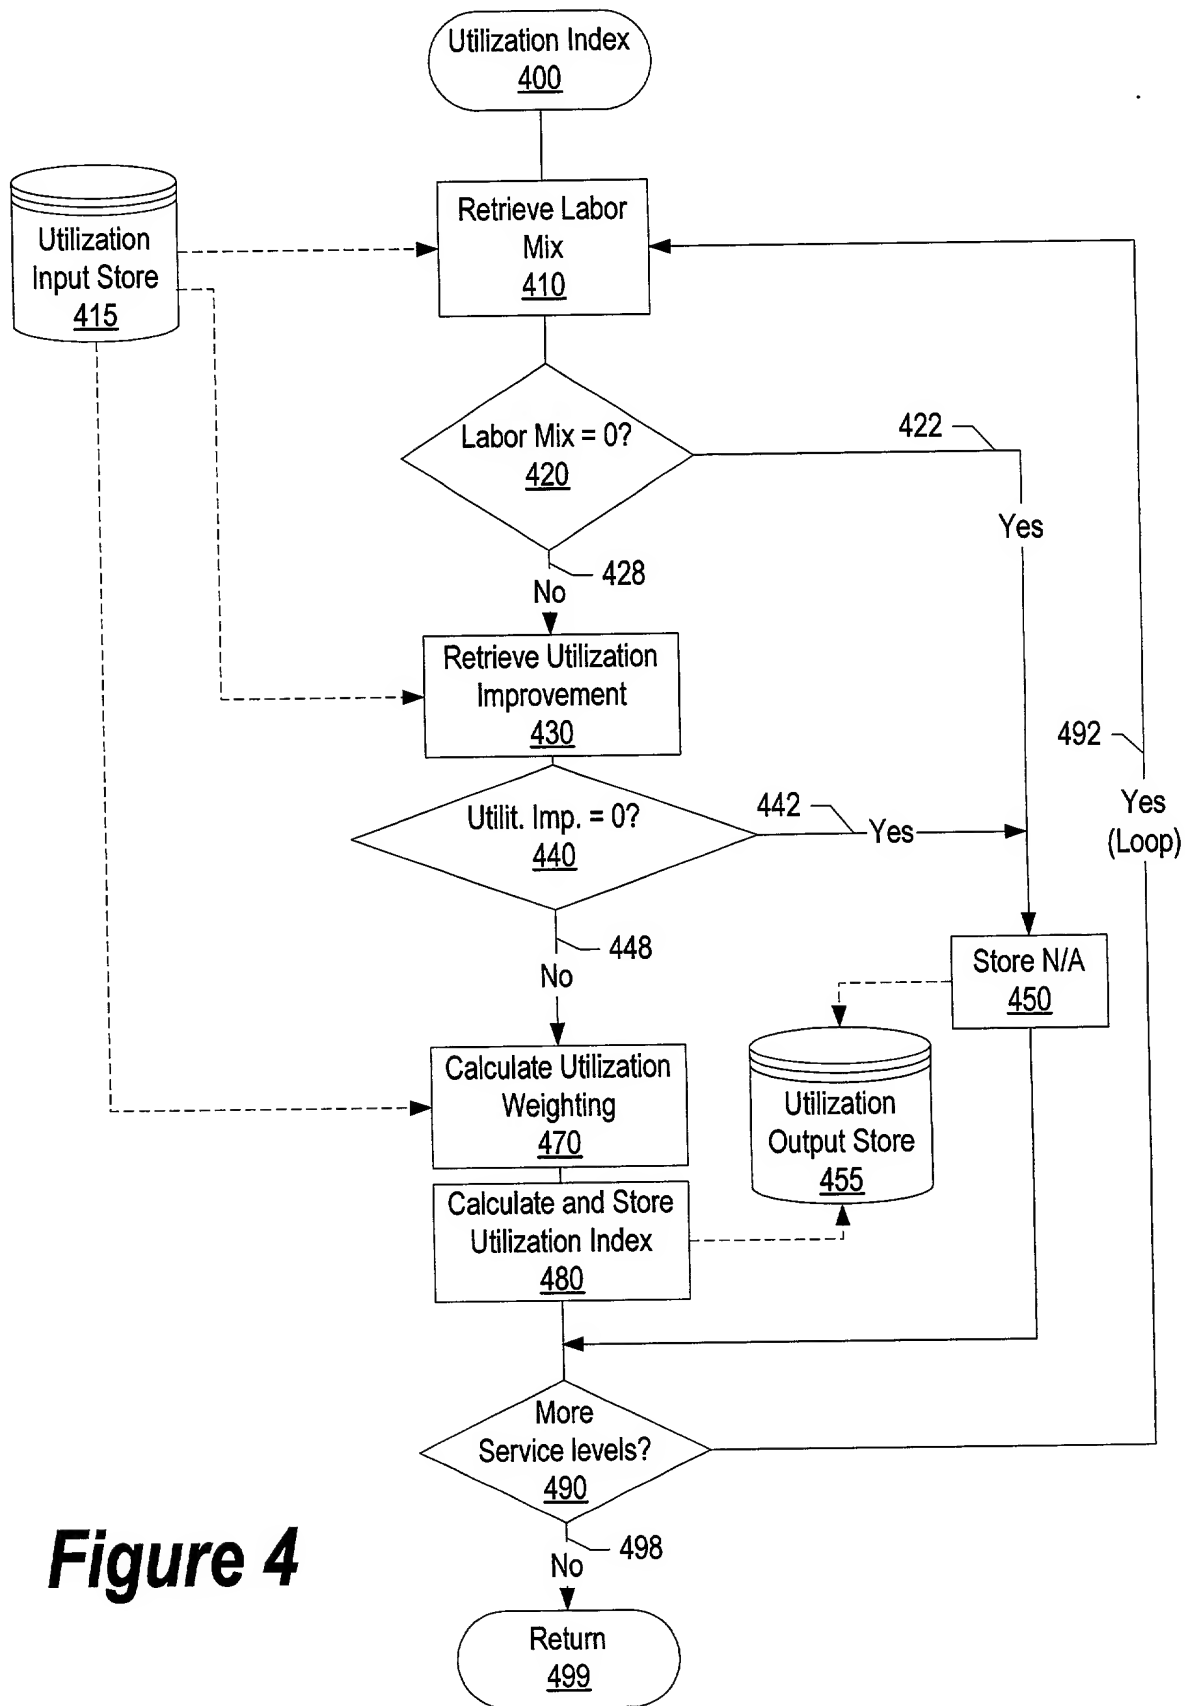 Utilization Index
400
Utilization
Input Store
415
Retrieve Labor
Mix
410
Labor Mix = 0?
420
422
Yes
428
No
Retrieve Utilization
Improvement
430
Utilit. Imp. = 0?
440
442
Yes
492
Yes
(Loop)
448
No
Store N/A
450
Calculate Utilization
Weighting
470
Utilization
Output Store
455
Calculate and Store
Utilization Index
480
More
Service levels?
490
498
No
Return
499
Figure 4